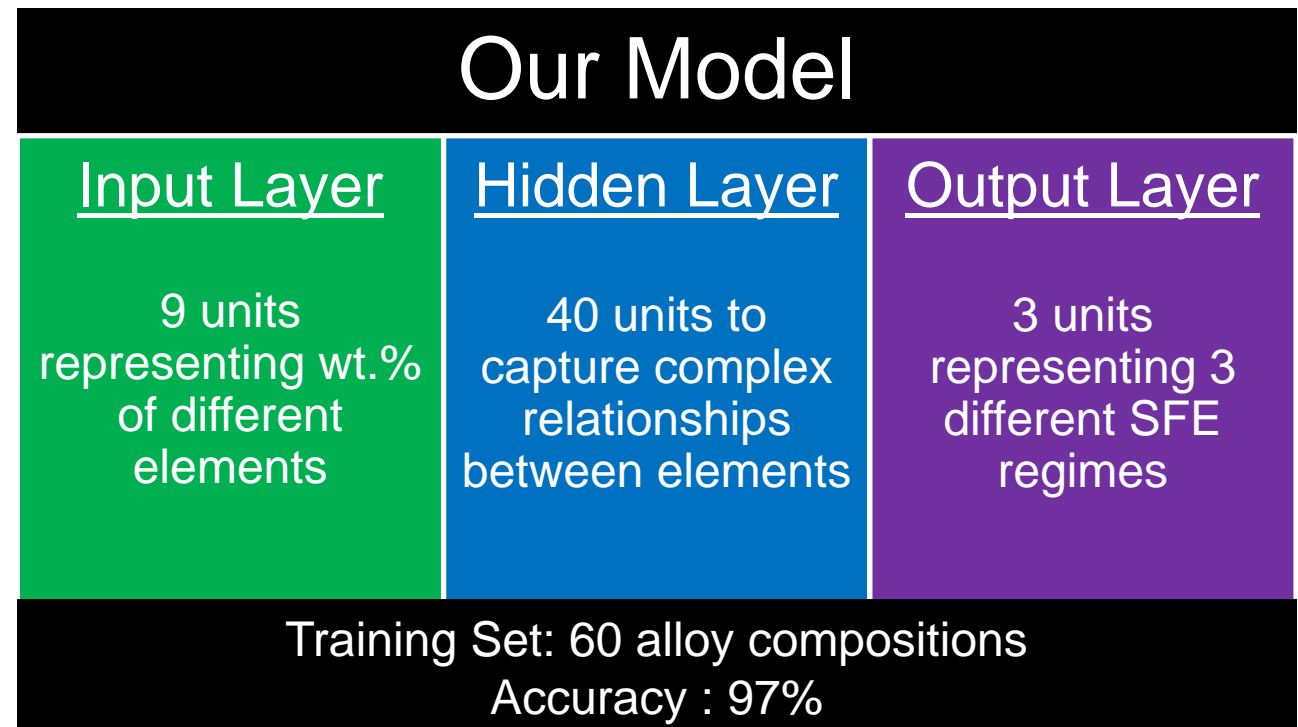 Our Model
Input Layer
9 units
representing wt.%
of different
elements
Hidden Layer
40 units to
capture complex
relationships
between elements
Output Layer
3 units
representing 3
different SFE
regimes
Training Set: 60 alloy compositions
Accuracy : 97%